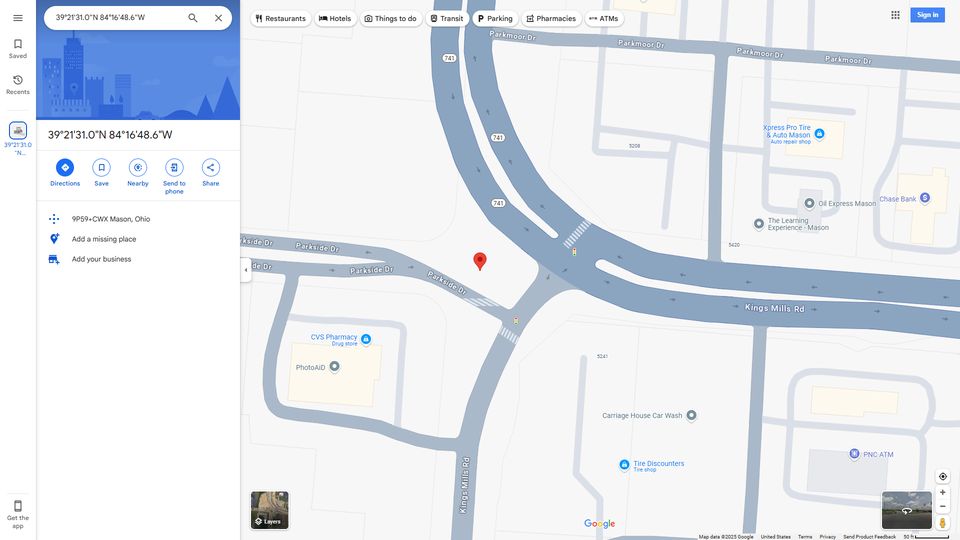 39°21'31.0"N 84°16'48.6"W
Restaurants
Hotels
Things to do
Transit
Parking
Pharmacies
ATMs
Sign in
Saved
Recents
39°21'31.0
"N...
Get the
app
39°21'31.0"N 84°16'48.6"W
Directions
Save
Nearby
Send to
phone
Share
9P59+CWX Mason, Ohio
Add a missing place
Add your business
Parkmoor Dr
Parkmoor Dr
Parkmoor Dr
Parkmoor Dr
741
741
741
5208
Xpress Pro Tire
& Auto Mason
Auto repair shop
Chase Bank
Oil Express Mason
The Learning
Experience - Mason
5420
rkside Dr
Parkside Dr
de Dr
Parkside Dr
Parkside Dr
Kings Mills Rd
CVS Pharmacy
Drug store
PhotoAiD
5241
Carriage House Car Wash
Tire Discounters
Tire shop
PNC ATM
Kings Mills Rd
Layers
Google
Map data ©2025 Google
United States
Terms
Privacy
Send Product Feedback
50 ft